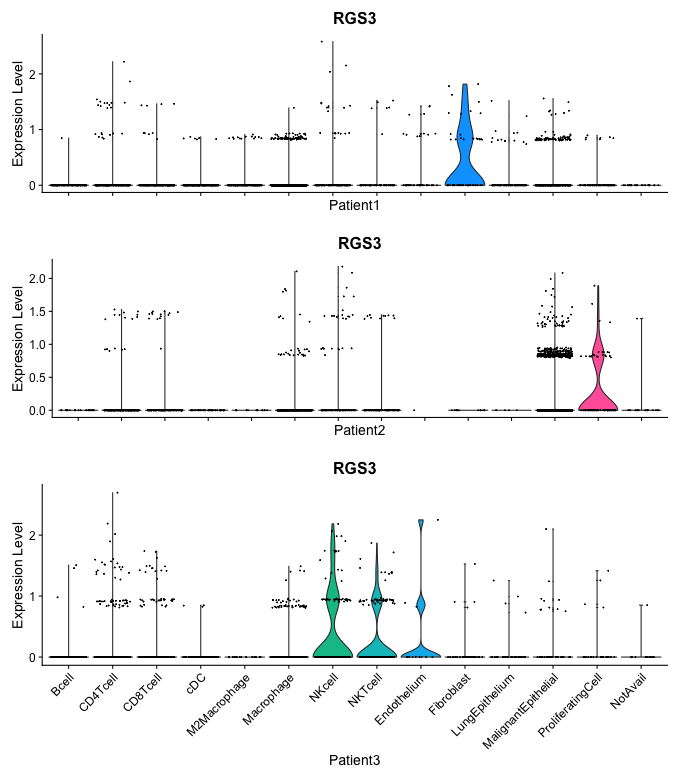 RGS3
Expression Level
2
1
0
Patient1
RGS3
Expression Level
2.0
1.5
1.0
0.5
0.0
Patient2
RGS3
Expression Level
2
1
0
Bcell
CD4Tcell
CD8Tcell
cDC
M2Macrophage
Macrophage
NKcell
NKTcell
Endothelium
Fibroblast
LungEpithelium
MalignantEpithelial
ProliferatingCell
NotAvail
Patient3